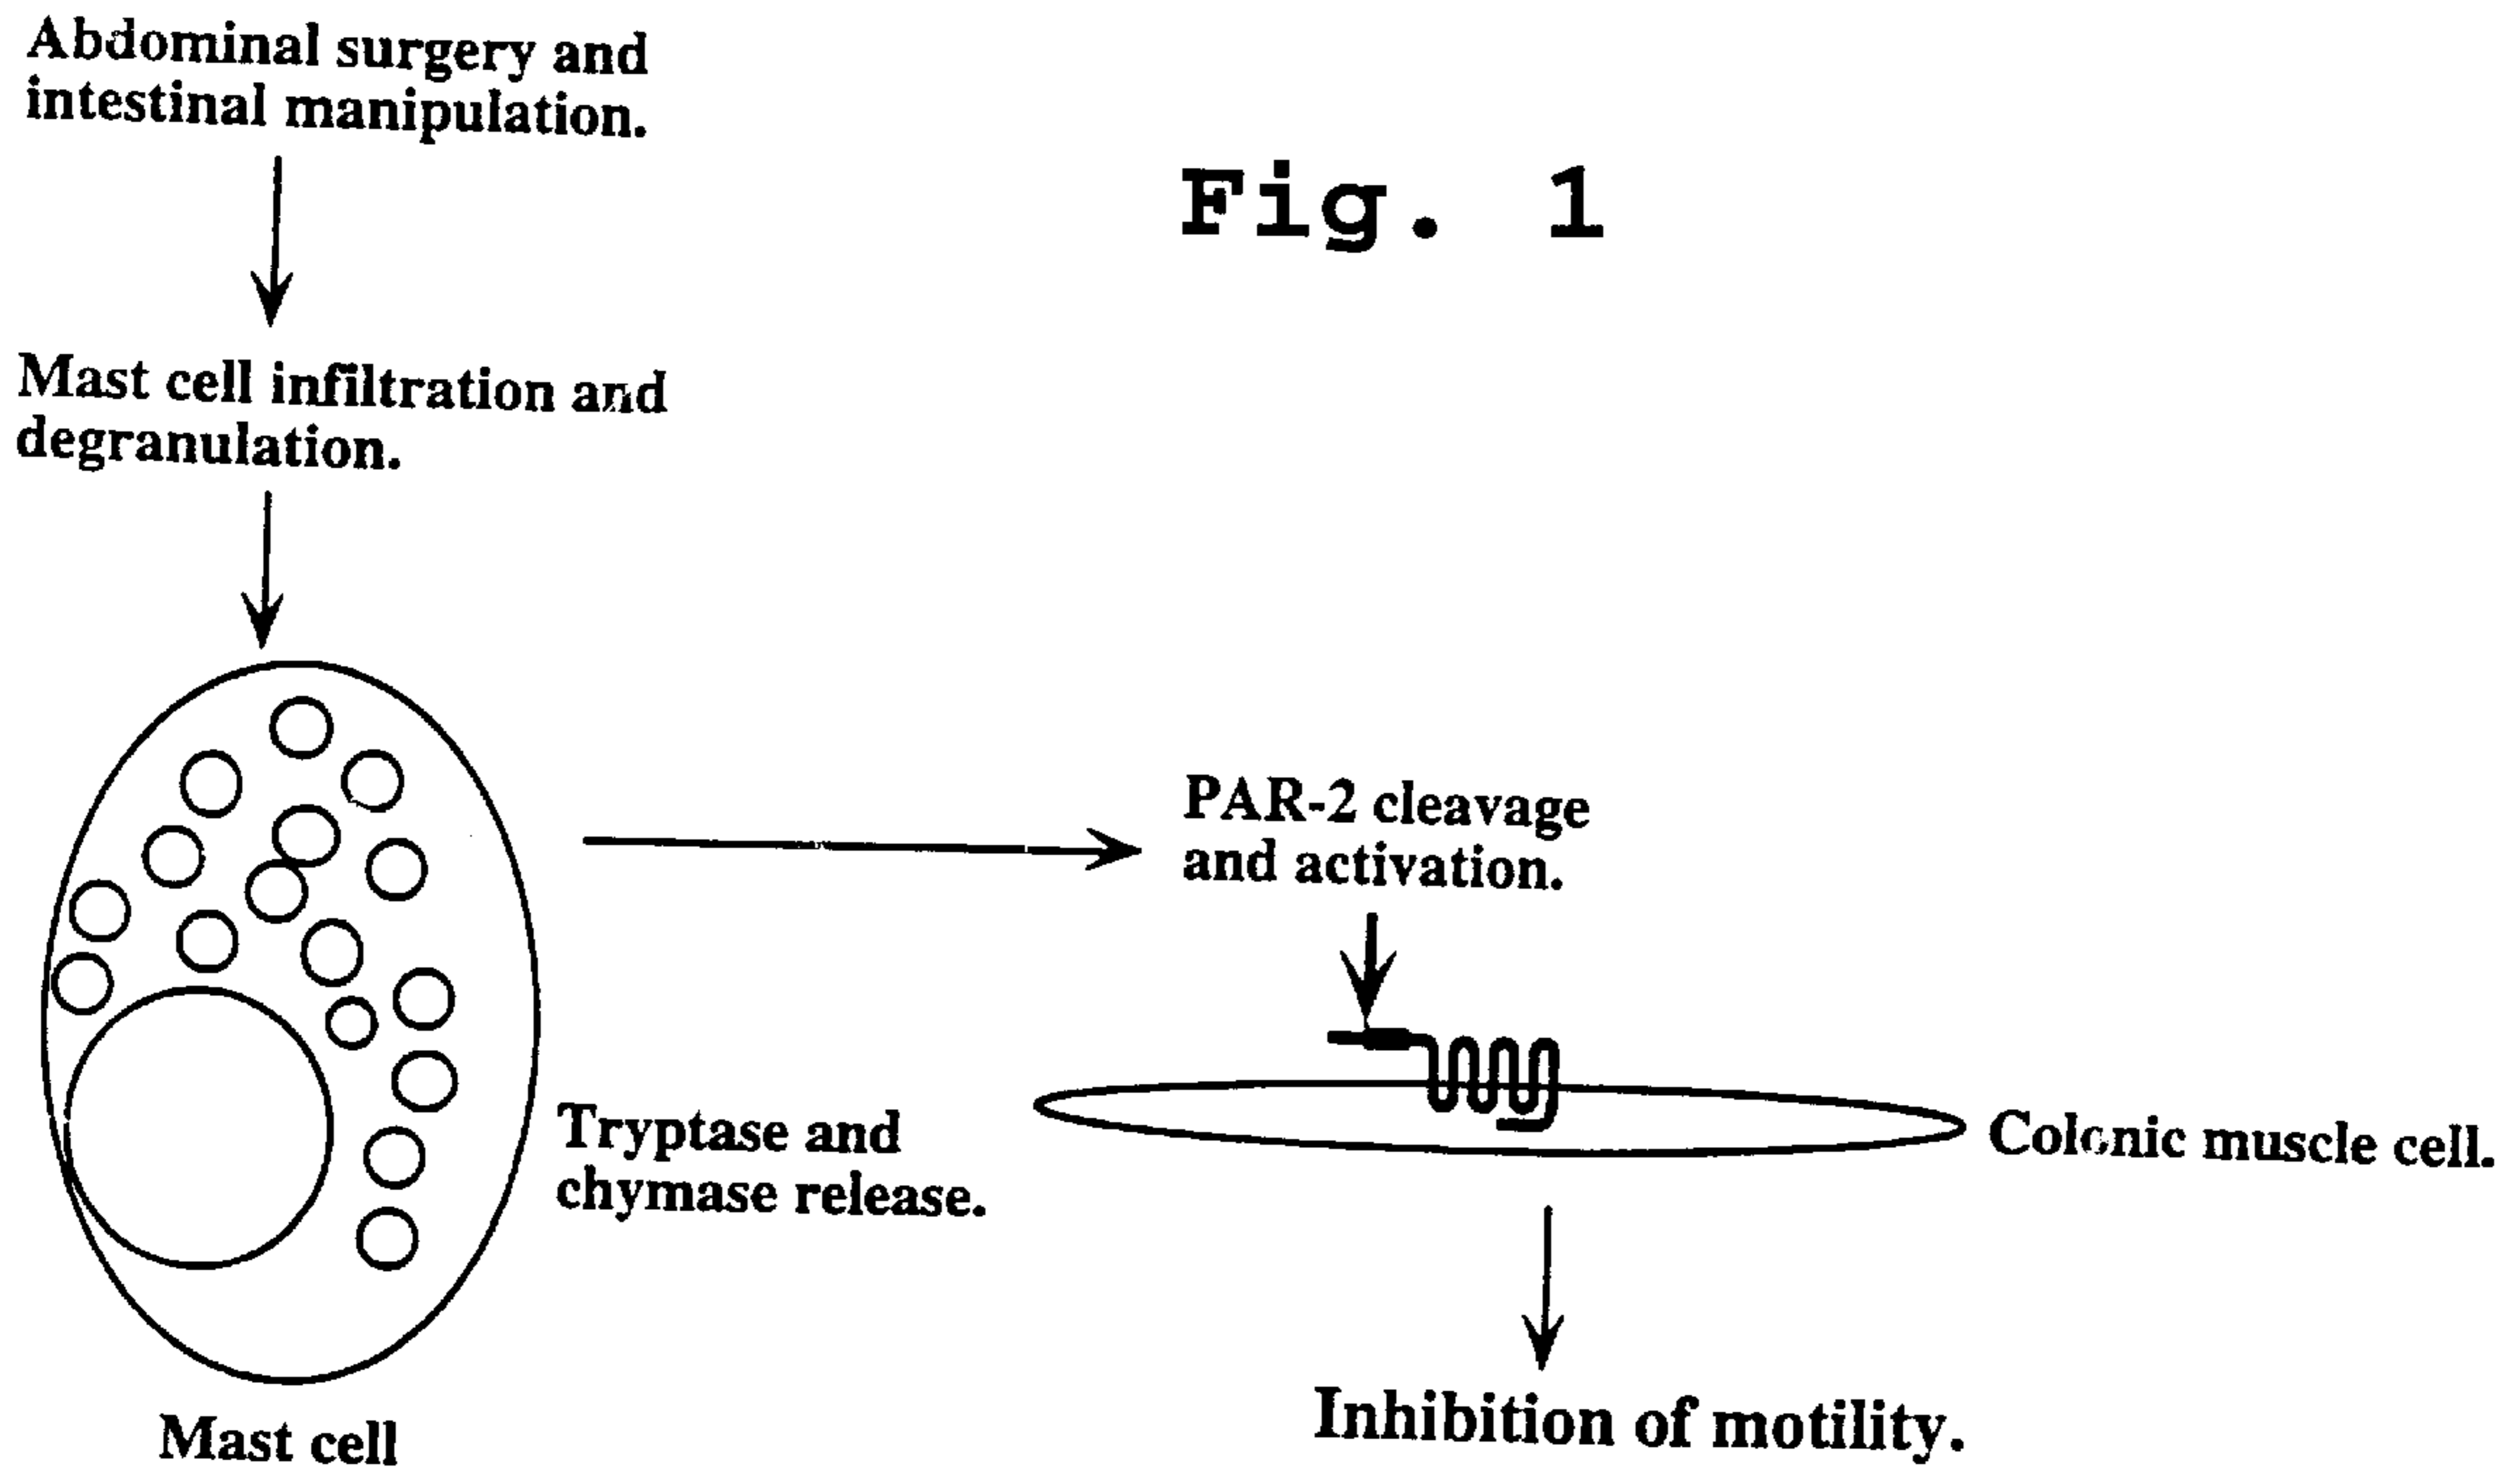 Abdominal surgery and
intestinal manipulation.
Fig. 1
Mast cell infiltration and
degranulation.
PAR-2 cleavage
and activation.
Tryptase and
chymase release.
Colonic muscle cell.
Inhibition of motility.
Mast cell